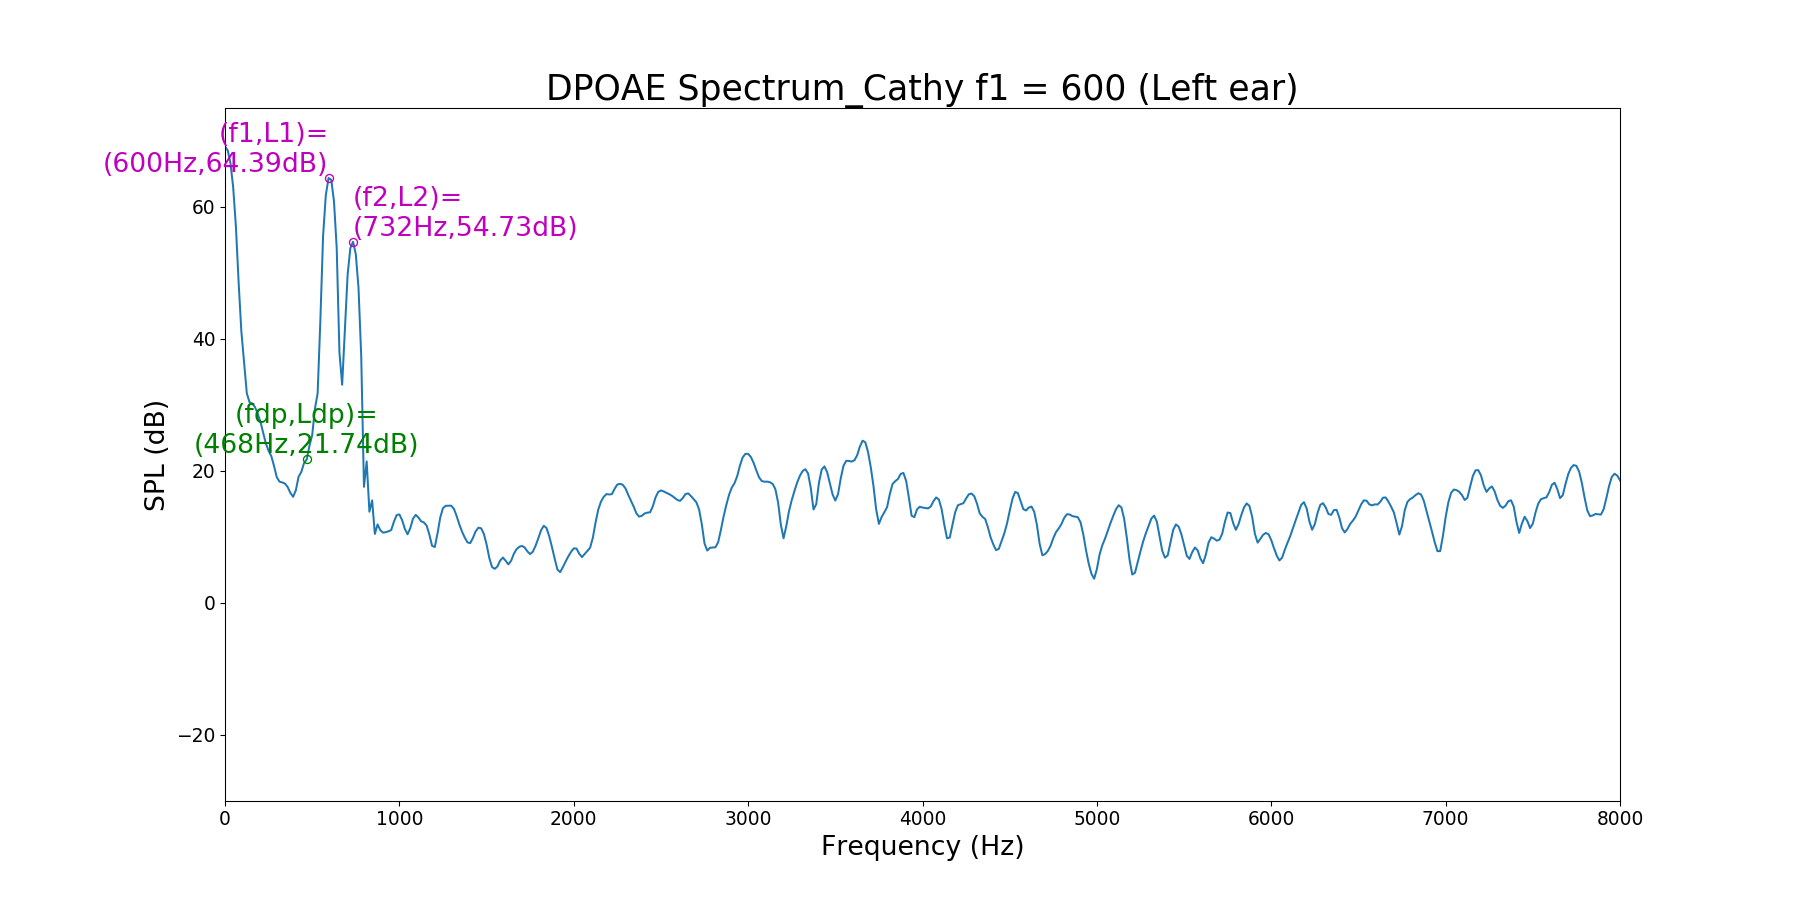 DPOAE Spectrum_Cathy f1 = 600 (Left ear)
(f1,L1)=
(600Hz,64.39dB)
(f2,L2)=
(732Hz,54.73dB)
(fdp,Ldp)=
(468Hz,21.74dB)
SPL (dB)
60
40
20
0
−20
0 1000 2000 3000 4000 5000 6000 7000 8000
Frequency (Hz)